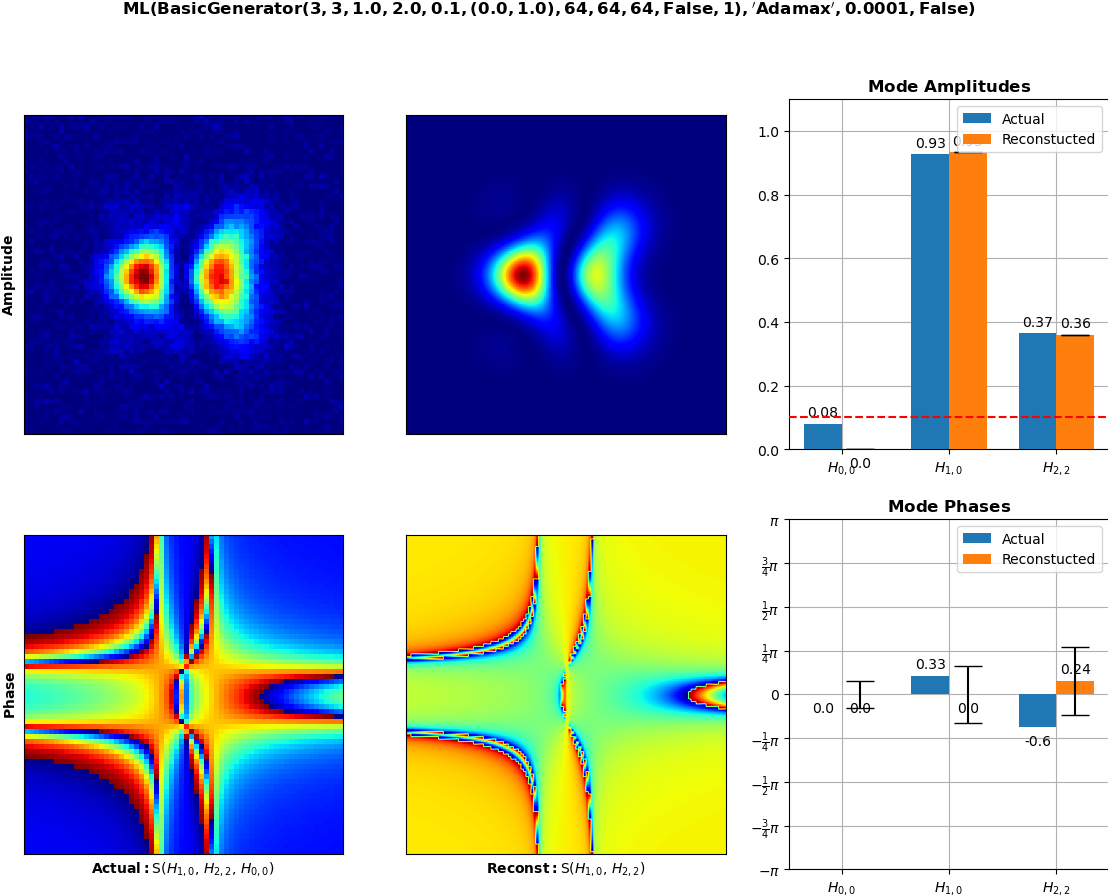 ML(BasicGenerator(3, 3, 1.0, 2.0, 0.1, (0.0, 1.0), 64, 64, 64, False, 1), 'Adamax', 0.0001, False)
Amplitude
Mode Amplitudes
Actual
Reconstucted
1.0
0.8
0.6
0.4
0.2
0.0
0.08
0.0
0.93
0.37
0.36
H0,0
H1,0
H2,2
Phase
Actual: S(H1,0, H2,2, H0,0)
Reconst: S(H1,0, H2,2)
Mode Phases
Actual
Reconstucted
π
3/4π
1/2π
1/4π
0
−1/4π
−1/2π
−3/4π
−π
0.0
0.0
0.33
0.0
-0.6
0.24
H0,0
H1,0
H2,2